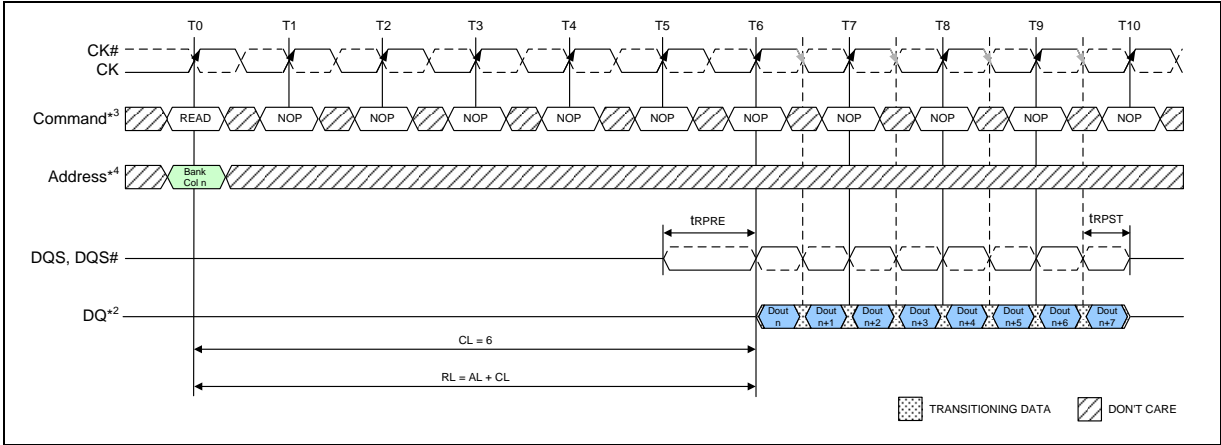 T0 T1 T2 T3 T4 T5 T6 T7 T8 T9 T10
CK#
CK
Command*3 READ NOP NOP NOP NOP NOP NOP NOP NOP NOP NOP
Address*4 Bank
Col n
tRPRE tRPST
DQS, DQS#
DQ*2 Dout Dout Dout Dout Dout Dout Dout Dout
n n+1 n+2 n+3 n+4 n+5 n+6 n+7
CL = 6
RL = AL + CL
TRANSITIONING DATA DON'T CARE